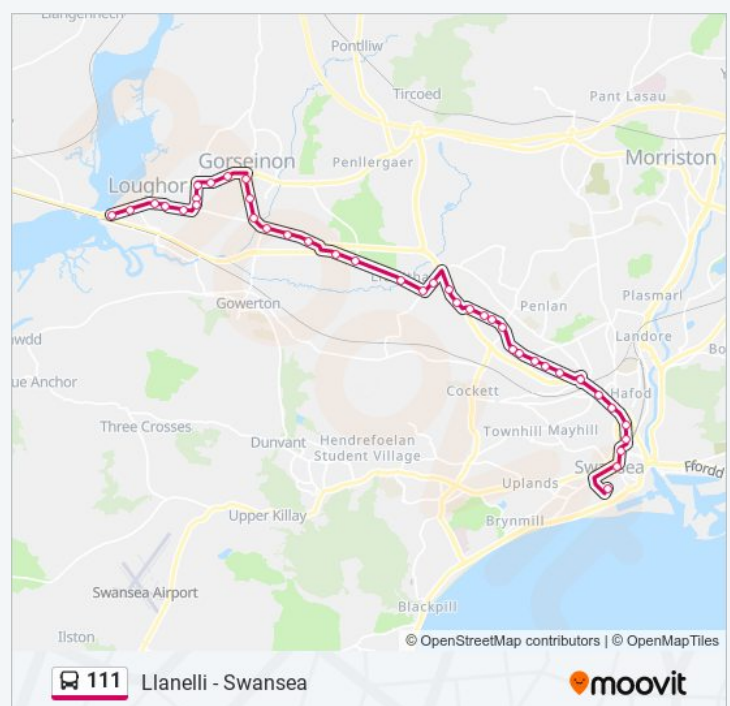 Llangennech
Pontlliw
Tircoed
Pant Lasau
Gorseinon
Penllergaer
Morriston
Loughor
Gowerton
Penlan
Plasmarl
Landore
Cockett
Hafod
Three Crosses
Townhill
Mayhill
Dunvant
Hendrefoelan
Student Village
Swansea
Ffordd
Uplands
Upper Killay
Brynmill
Swansea Airport
Blackpill
Ilston
© OpenStreetMap contributors | © OpenMapTiles
111 Llanelli - Swansea
moovit